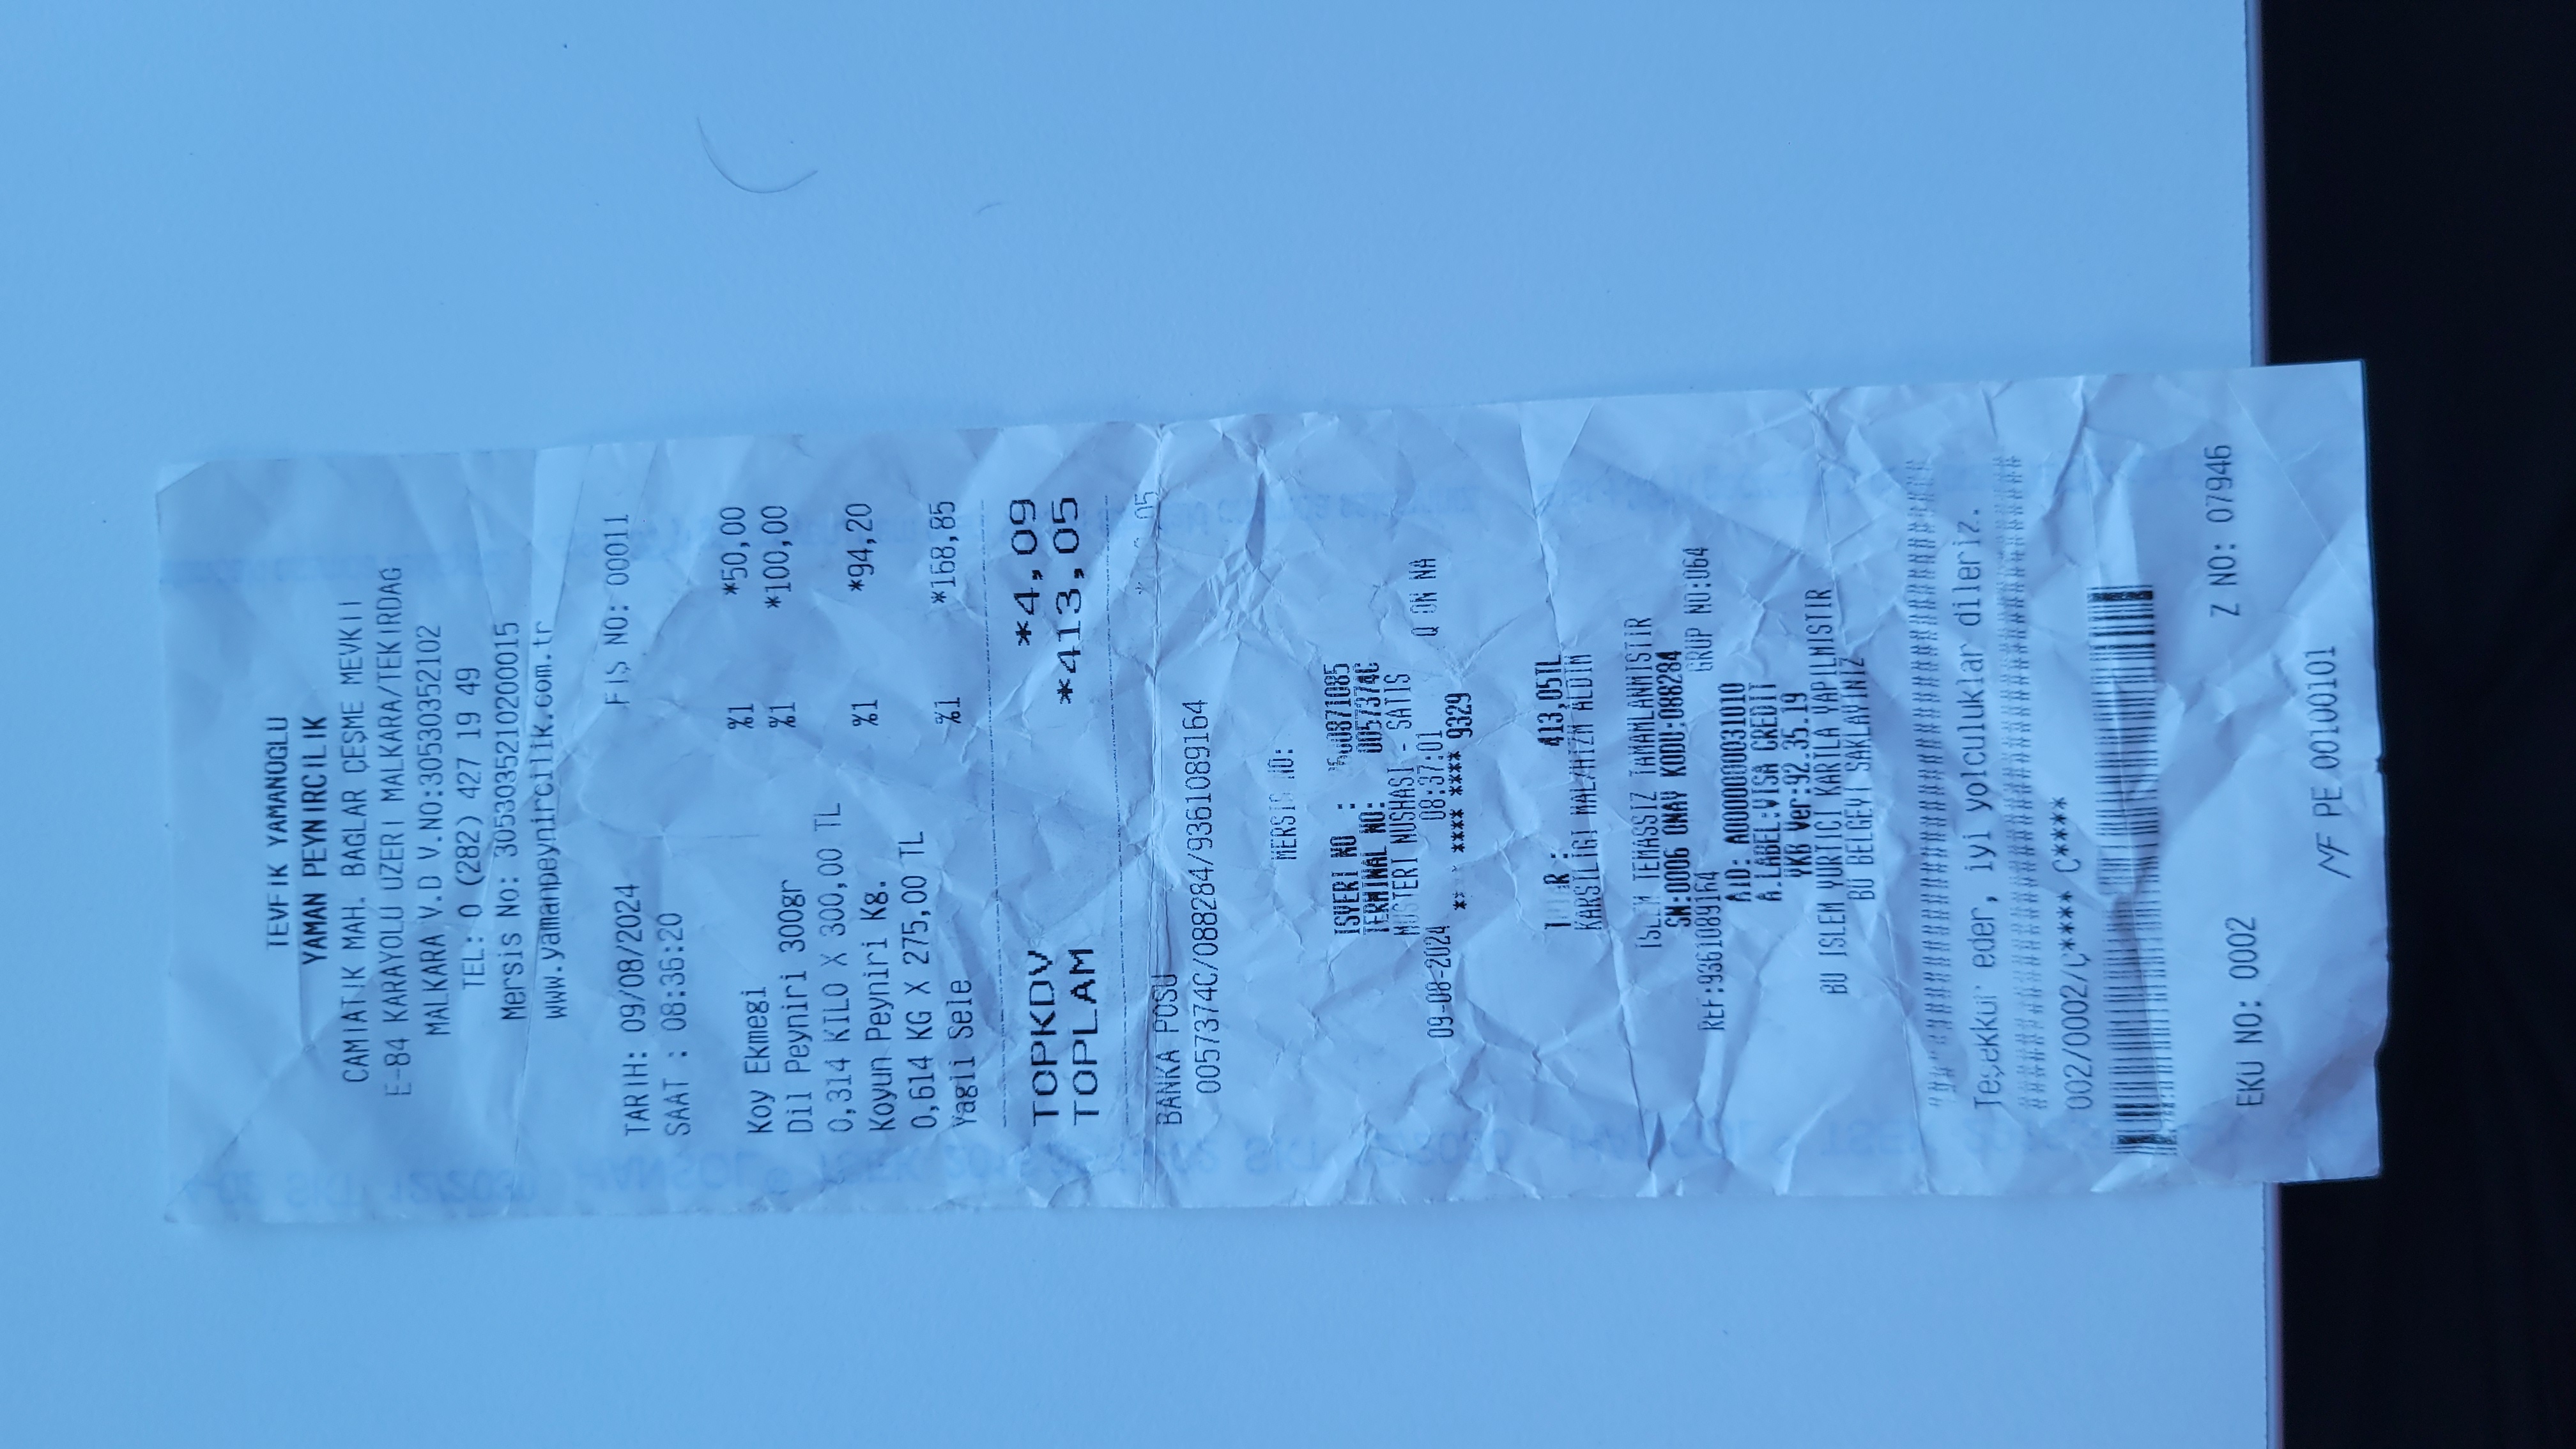 TEVFIK YAMANOGLU
YAMAN PEYNIRCILIK
CAMIATIK MAH. BAGLAR ÇEŞME MEVKII
E-84 KARAYOLU UZERI MALKARA/TEKIRDAG
MALKARA V.D V.NO:30530352102
TEL: 0 (282) 427 19 49
Mersis No: 3053035210200015
www.yamanpeynircilik.com.tr
TARIH: 09/08/2024 FIŞ NO: 00011
SAAT : 08:36:20
Koy Ekmegi %1 *50,00
Dil Peyniri 300gr %1 *100,00
0,314 KILO X 300,00 TL
Koyun Peyniri Kg. %1 *94,20
0,614 KG X 275,00 TL
Yagli Sele %1 *168,85
TOPKDV *4,09
TOPLAM *413,05
BANKA POSU
0057374C/088284/9361089164
MERSIS
ISYERI NO :
TERMINAL NO: 0057374C
MUSTERI NUSHASI - SATIS
09-08-2024 08:37:01
**** **** 9329
413,05TL
KARSILIGI MAL/HIZM ALDIM
ISLEM TEMASSIZ TAMAMLANMISTIR
SN:0006 ONAY KODU:088284
GRUP NO:064
Ref:9361089164
AID: A0000000031010
A.LABEL:VISA CREDIT
YKB Ver:92.35.19
BU ISLEM YURTICI KARTLA YAPILMISTIR
BU BELGEYI SAKLAYINIZ
Teşekkur eder, iyi yolculuklar dileriz.
002/0002/Ç**** C****
EKU NO: 0002 Z NO: 07946
MF PE 00100101